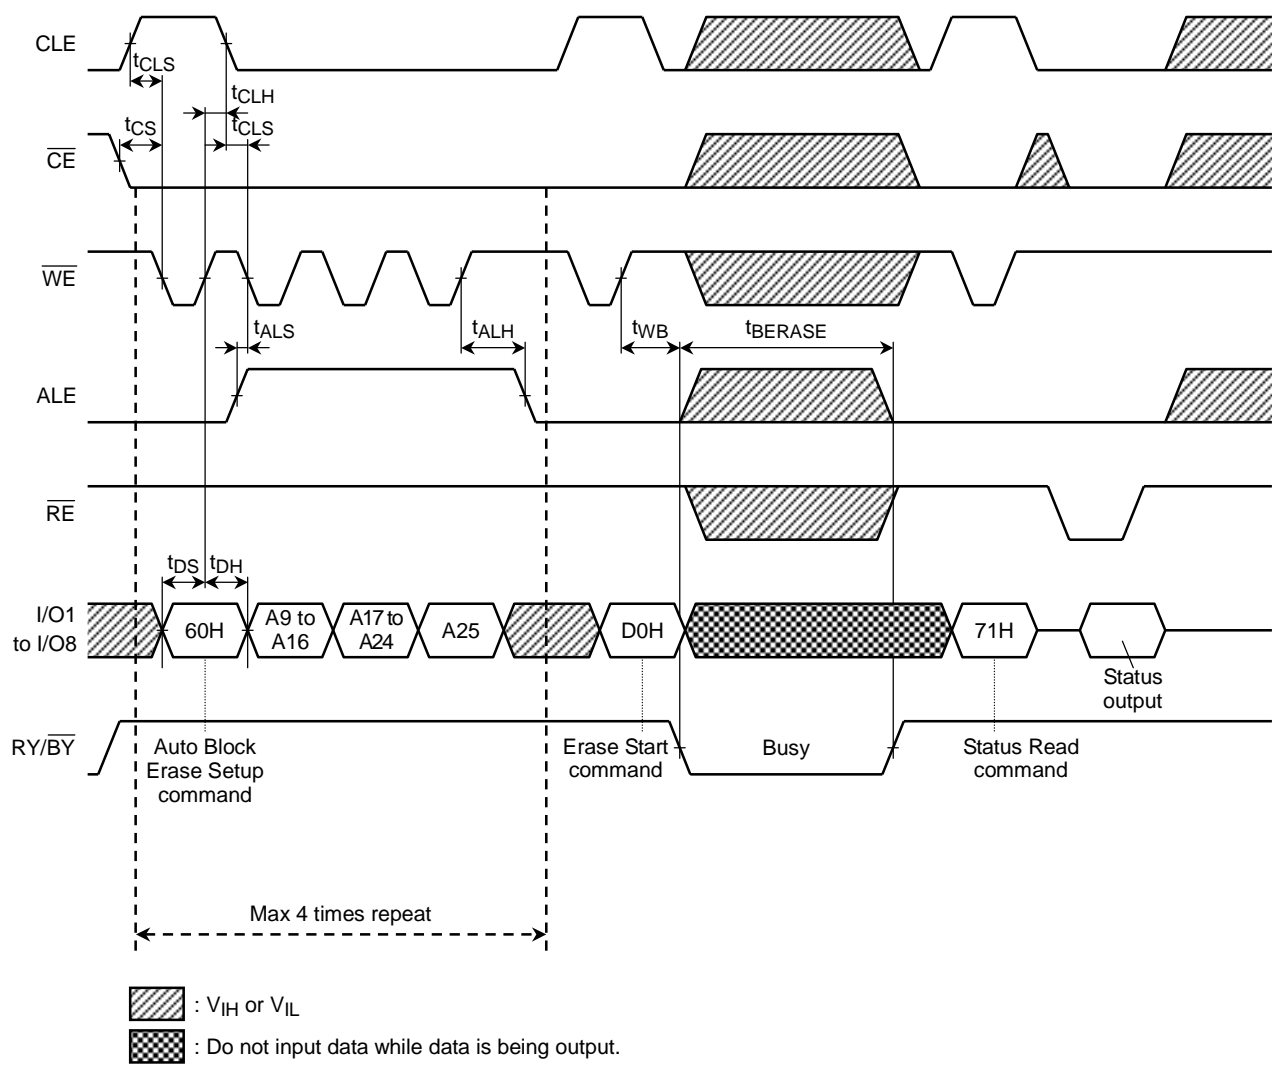 CLE
tCLS
tCLH
tCS
tCLS
CE
WE
tALS
tALH
tWB
tBERASE
ALE
RE
tDS
tDH
I/O1
to I/O8
60H
A9 to
A16
A17 to
A24
A25
D0H
71H
Status
output
RY/BY
Auto Block
Erase Setup
command
Erase Start
command
Busy
Status Read
command
Max 4 times repeat
: VIH or VIL
: Do not input data while data is being output.